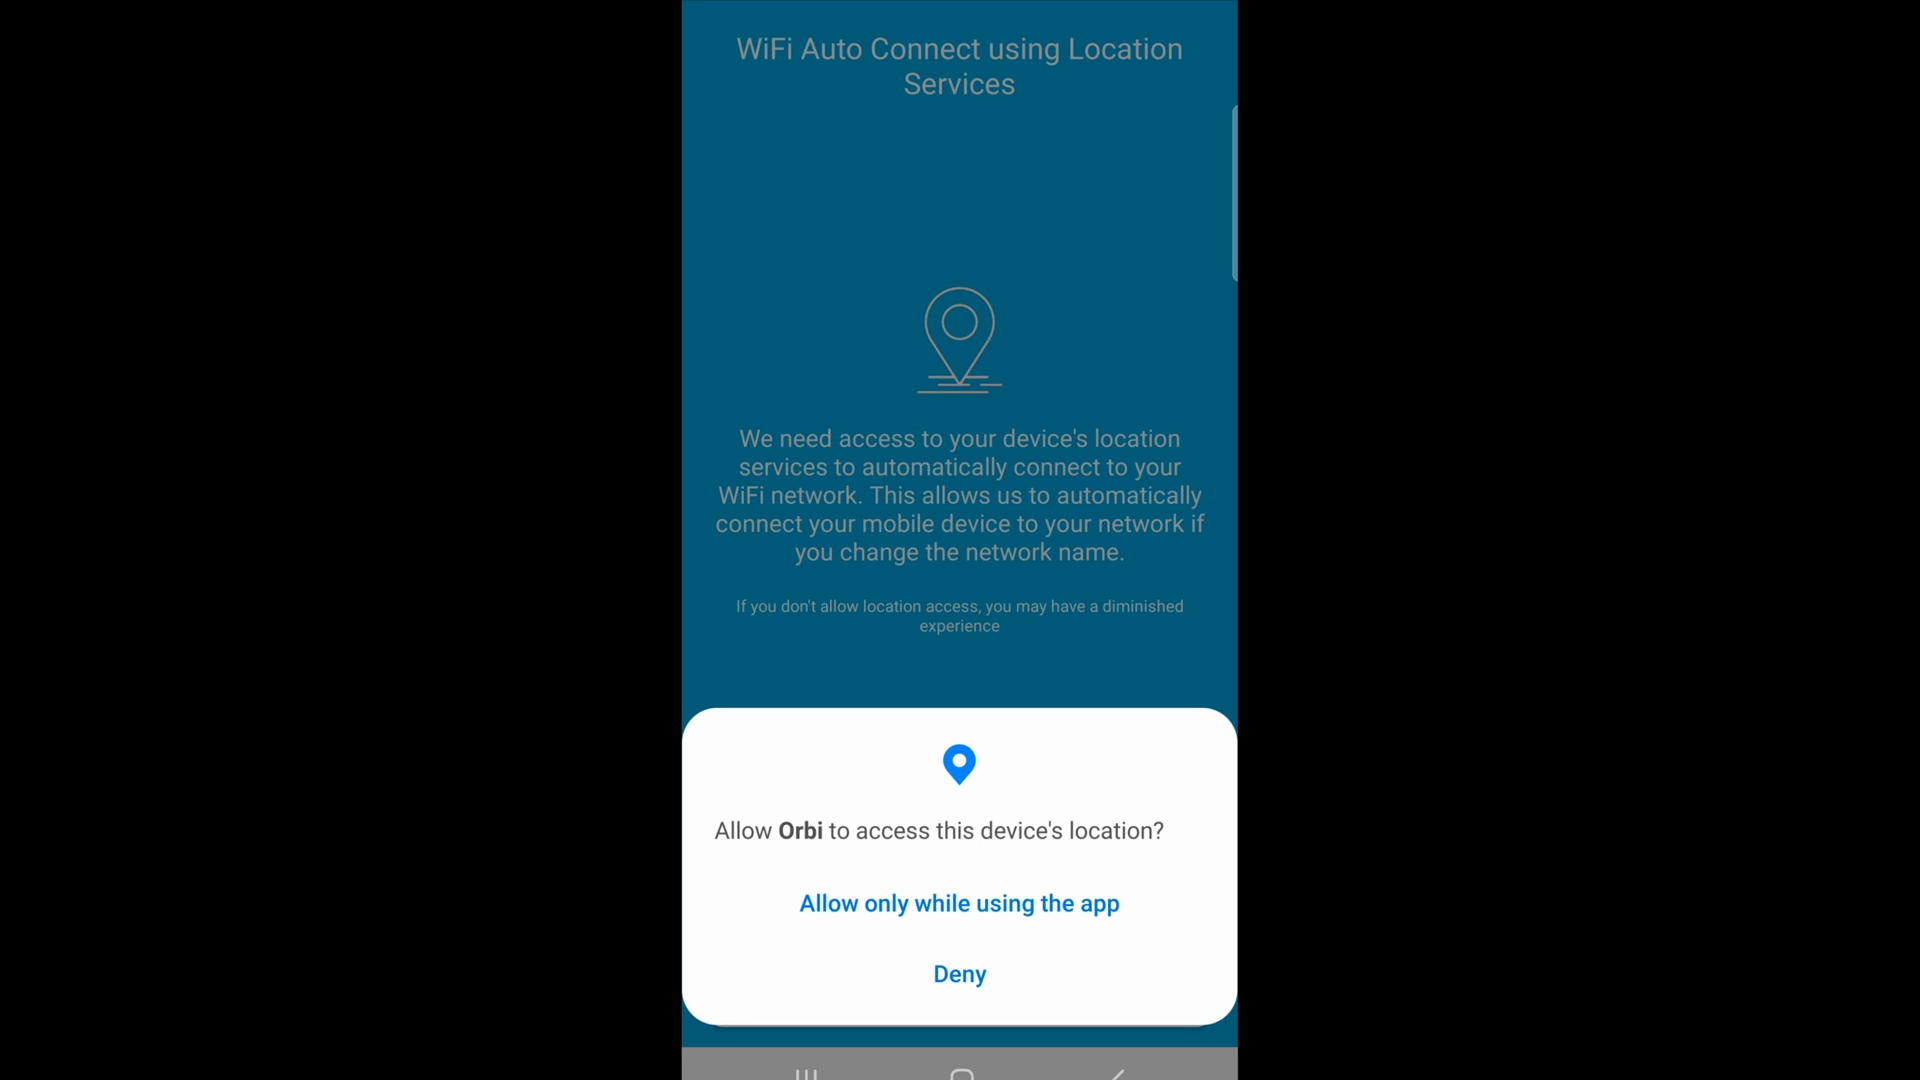 WiFi Auto Connect using Location
Services
We need access to your device's location
services to automatically connect to your
WiFi network. This allows us to automatically
connect your mobile device to your network if
you change the network name.
If you don't allow location access, you may have a diminished
experience
Allow Orbi to access this device's location?
Allow only while using the app
Deny